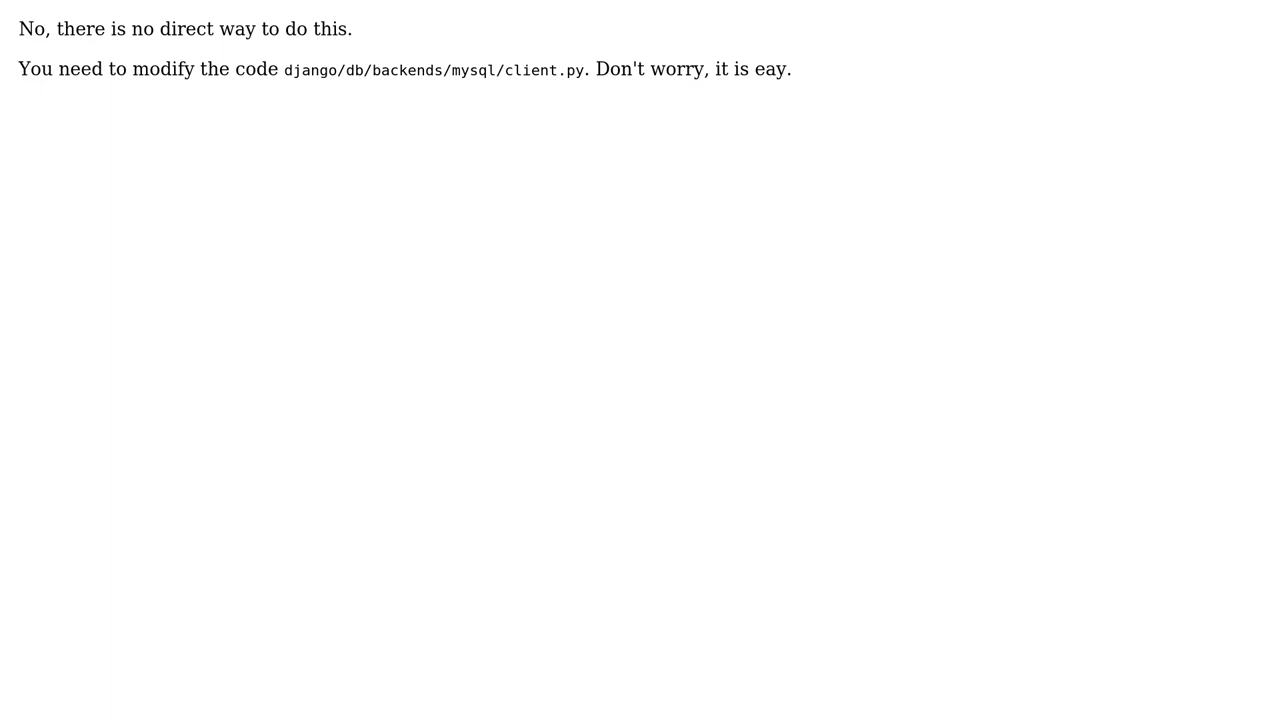 No, there is no direct way to do this.
You need to modify the code django/db/backends/mysql/client.py. Don't worry, it is eay.